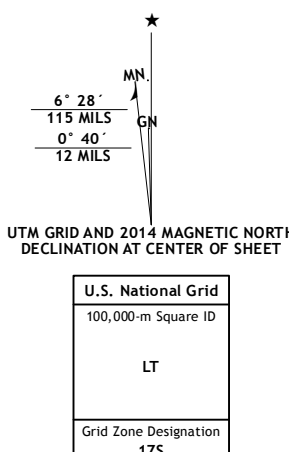 MN
6° 28´
115 MILS
GN
0° 40´
12 MILS
UTM GRID AND 2014 MAGNETIC NORTH
DECLINATION AT CENTER OF SHEET
U.S. National Grid
100,000-m Square ID
LT
Grid Zone Designation
17S